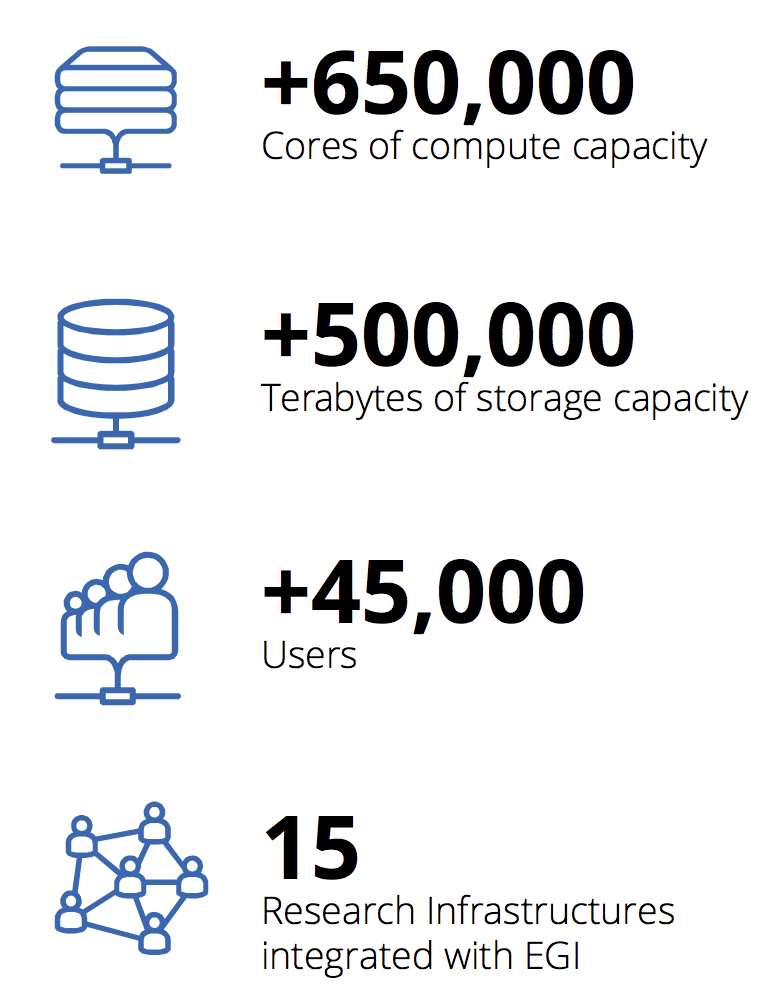 +650,000
Cores of compute capacity
+500,000
Terabytes of storage capacity
+45,000
Users
15
Research Infrastructures
integrated with EGI